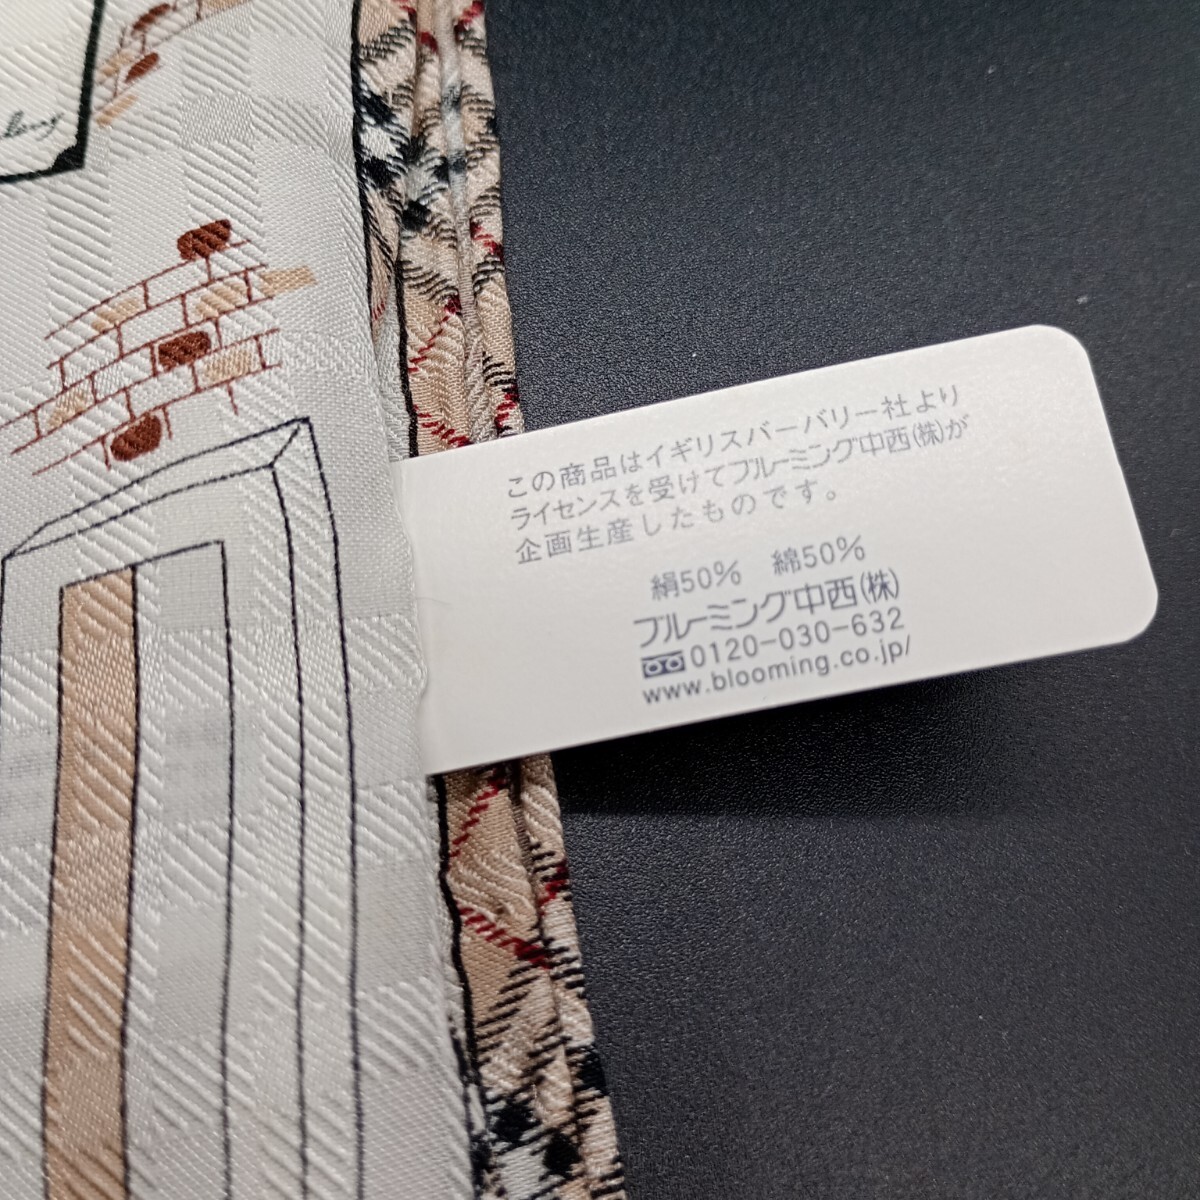 この商品はイギリスバーバリー社より
ライセンスを受けてブルーミング中西(株)が
企画生産したものです。
絹50% 綿50%
ブルーミング中西(株)
0120-030-632
www.blooming.co.jp/